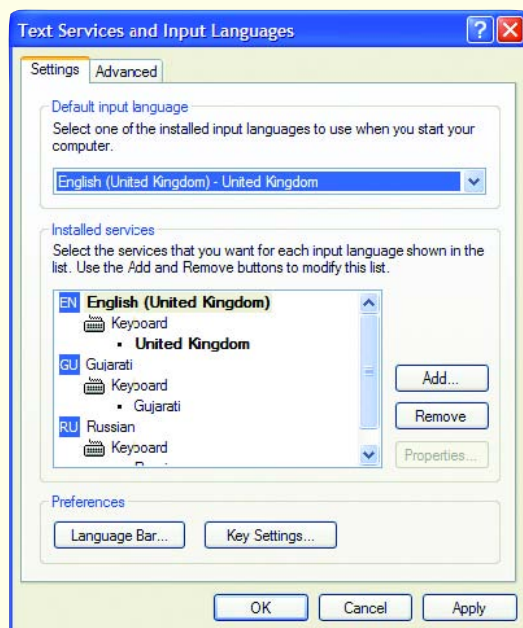 Text Services and Input Languages
Settings
Advanced
Default input language
Select one of the installed input languages to use when you start your
computer.
English (United Kingdom) - United Kingdom
Installed services
Select the services that you want for each input language shown in the
list. Use the Add and Remove buttons to modify this list.
EN English (United Kingdom)
Keyboard
• United Kingdom
GU Gujarati
Keyboard
• Gujarati
RU Russian
Keyboard
Add...
Remove
Properties...
Preferences
Language Bar...
Key Settings...
OK
Cancel
Apply